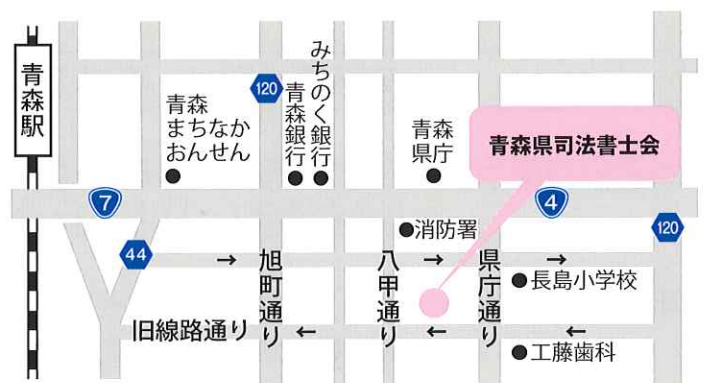 青森駅
120
青森
まちなか
おんせん
青森銀行
みちのく銀行
青森
県庁
青森県司法書士会
7
4
消防署
120
44
→
旭町通り
八甲通り
→
県庁通り
→
長島小学校
旧線路通り
←
←
←
工藤歯科